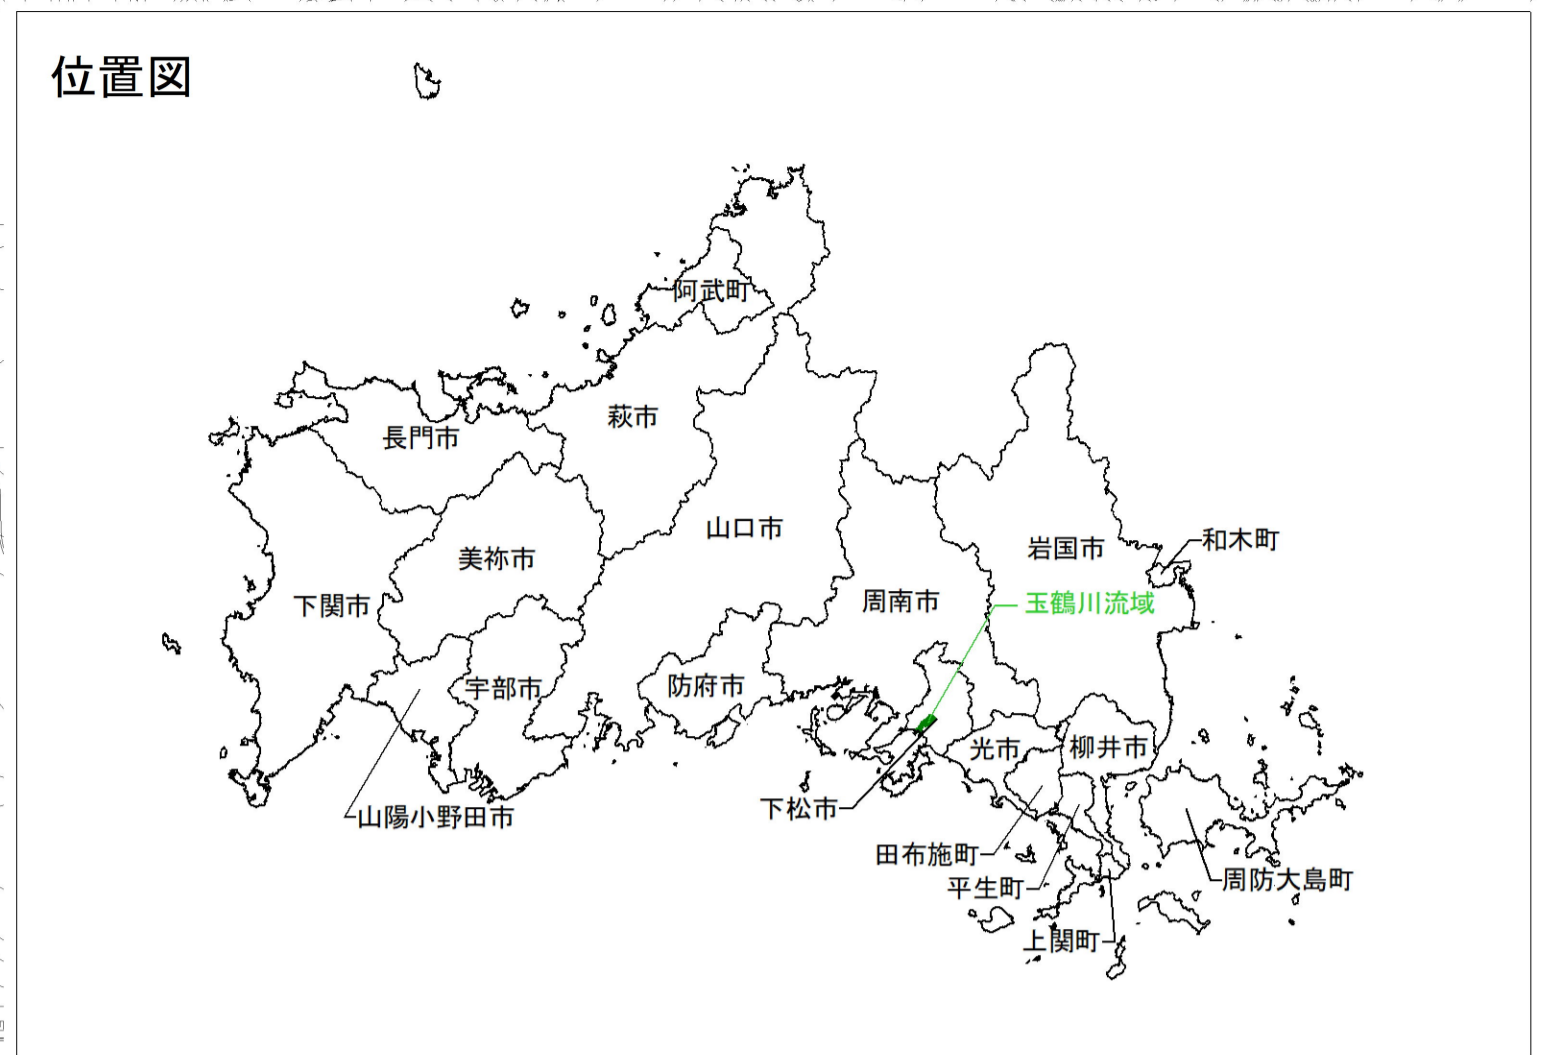 位置図
阿武町
萩市
長門市
山口市
和木町
岩国市
美祢市
周南市
玉鶴川流域
下関市
防府市
宇部市
光市
柳井市
下松市
山陽小野田市
田布施町
周防大島町
平生町
上関町